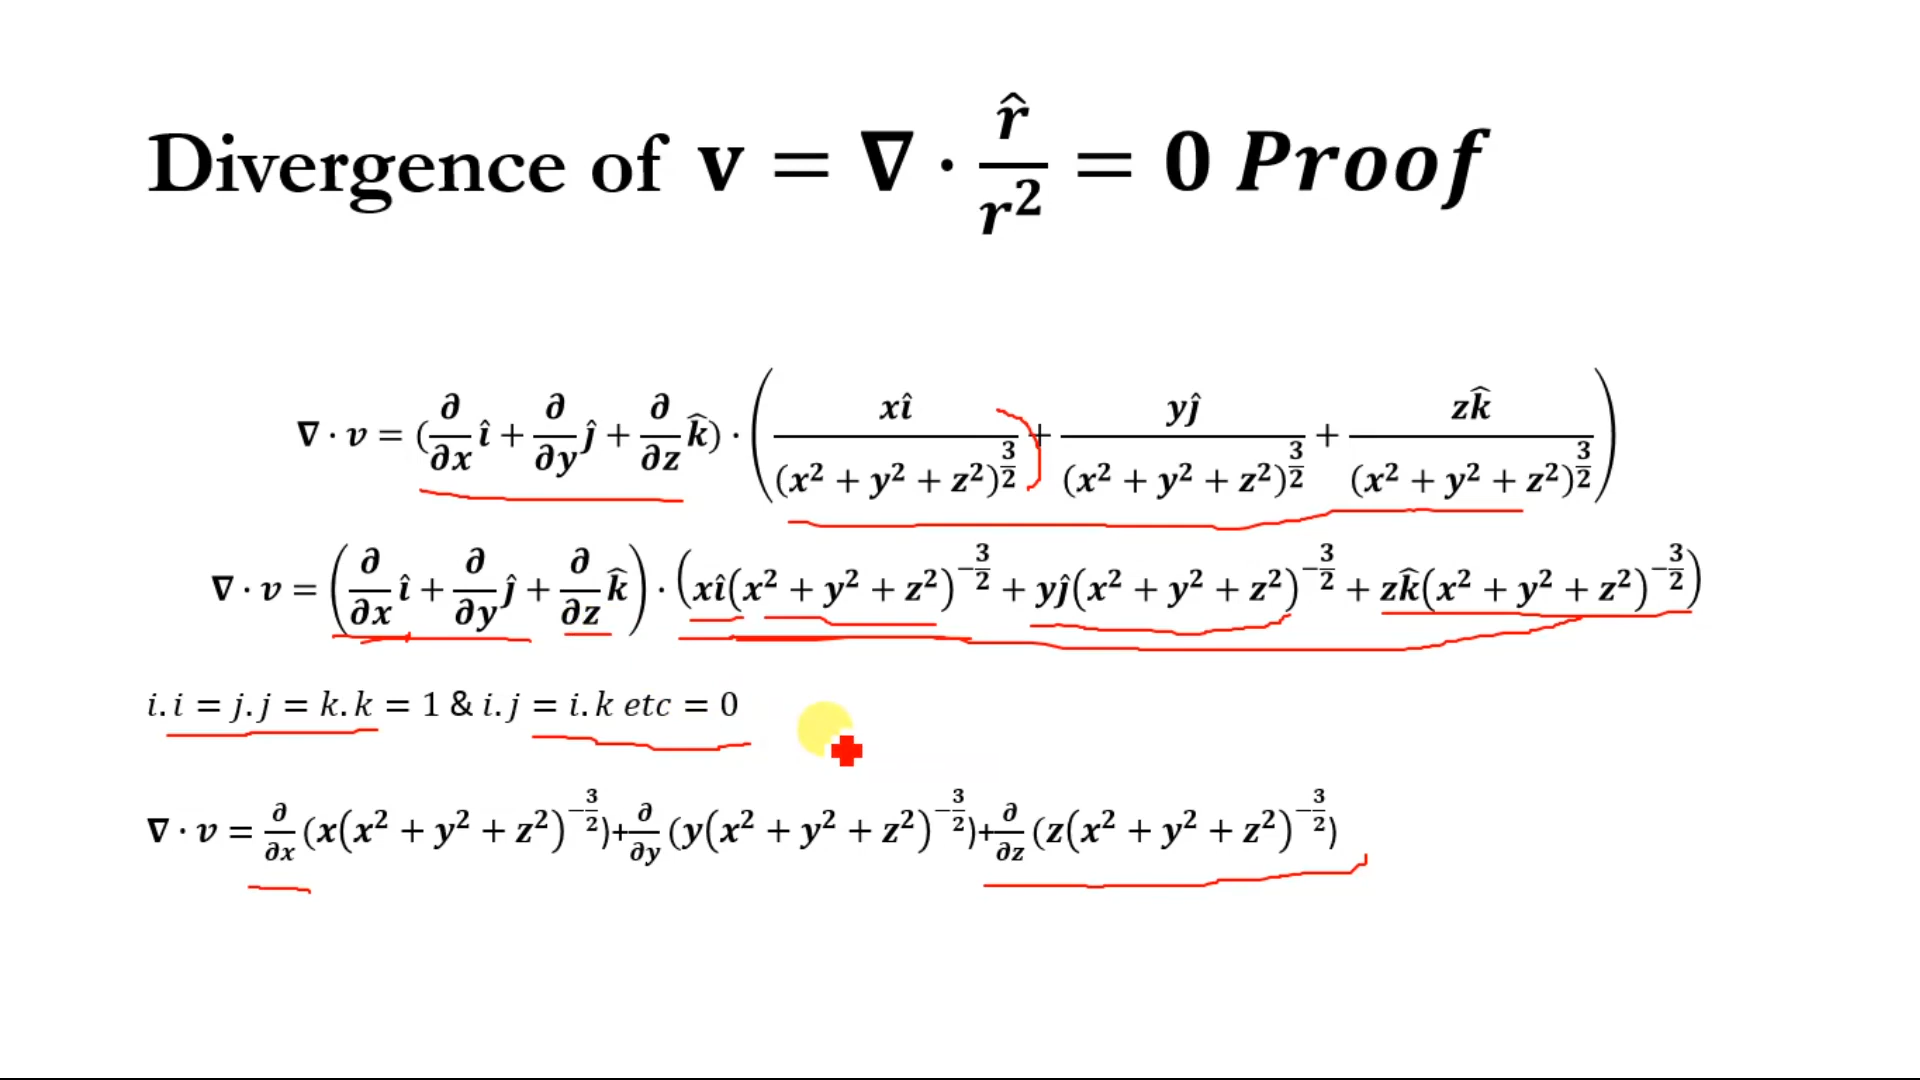 Divergence of v = ∇ · r̂/r² = 0 Proof
∇ · v = (∂/∂x î + ∂/∂y ĵ + ∂/∂z k̂) · (xî/(x² + y² + z²)^(3/2) + yĵ/(x² + y² + z²)^(3/2) + zk̂/(x² + y² + z²)^(3/2))
∇ · v = (∂/∂x î + ∂/∂y ĵ + ∂/∂z k̂) · (xî(x² + y² + z²)^(-3/2) + yĵ(x² + y² + z²)^(-3/2) + zk̂(x² + y² + z²)^(-3/2))
i.i = j.j = k.k = 1 & i.j = i.k etc = 0
∇ · v = ∂/∂x (x(x² + y² + z²)^(-3/2))+∂/∂y (y(x² + y² + z²)^(-3/2))+∂/∂z (z(x² + y² + z²)^(-3/2))